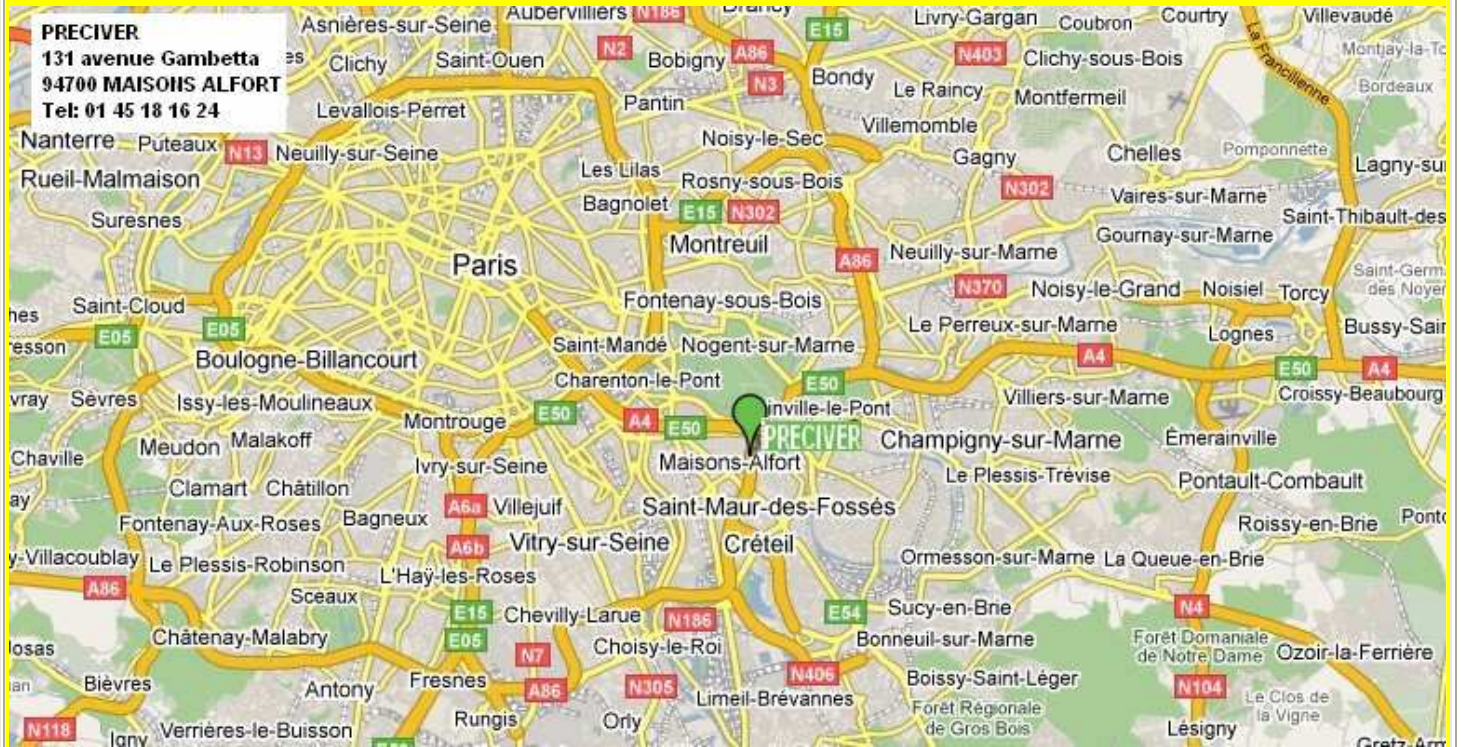 PRECIVER
131 avenue Gambetta
94700 MAISONS ALFORT
Tel: 01 45 18 16 24
Asnières-sur-Seine
Aubervilliers
N186
Drancy
E15
Livry-Gargan
Coubron
Courtry
Villevaudé
Clichy
Saint-Ouen
N2
Bobigny
A86
N3
Bondy
N403
Clichy-sous-Bois
La Francilienne
Bordeaux
Levallois-Perret
Pantin
Le Raincy
Montfermeil
Nanterre
Puteaux
N13
Neuilly-sur-Seine
Noisy-le-Sec
Villemomble
Gagny
Chelles
Pomponnette
Rueil-Malmaison
Les Lilas
Rosny-sous-Bois
N302
Vaires-sur-Marne
Suresnes
Bagnolet
E15
N302
Saint-Thibault-des
Gournay-sur-Marne
Montreuil
A86
Neuilly-sur-Marne
Paris
N370
Noisy-le-Grand
Noisiel
Torcy
Saint-Cloud
Fontenay-sous-Bois
E05
E05
Le Perreux-sur-Marne
Lognes
Boulogne-Billancourt
Saint-Mandé
Nogent-sur-Marne
A4
E50
A4
Sèvres
Issy-les-Moulineaux
Charenton-le-Pont
E50
Villiers-sur-Marne
Croissy-Beaubourg
Montrouge
E50
A4
E50
inville-le-Pont
PRECIVER
Champigny-sur-Marne
Émerainville
Chaville
Meudon
Malakoff
Ivry-sur-Seine
Maisons-Alfort
Le Plessis-Trévise
Pontault-Combault
Clamart
Châtillon
A6a
Villejuif
Saint-Maur-des-Fossés
Fontenay-Aux-Roses
Bagneux
Roissy-en-Brie
A6b
Vitry-sur-Seine
Créteil
y-Villacoublay
Le Plessis-Robinson
L'Haÿ-les-Roses
Ormesson-sur-Marne
La Queue-en-Brie
A86
Sceaux
E15
Chevilly-Larue
N186
E54
Sucy-en-Brie
N4
Châtenay-Malabry
E05
N7
Choisy-le-Roi
Bonneuil-sur-Marne
Forêt Domaniale
de Notre Dame
Ozoir-la-Ferrière
Bièvres
Antony
Fresnes
A86
N305
Limeil-Brévannes
N406
Boissy-Saint-Léger
N104
Le Clos de
la Vigne
N118
Igny
Verrières-le-Buisson
Rungis
Orly
Forêt Régionale
de Gros Bois
Lésigny